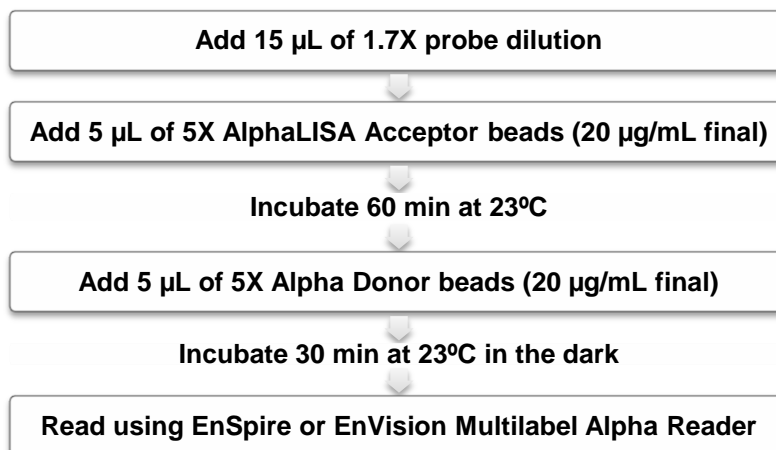 Add 15 µL of 1.7X probe dilution
Add 5 µL of 5X AlphaLISA Acceptor beads (20 µg/mL final)
Incubate 60 min at 23ºC
Add 5 µL of 5X Alpha Donor beads (20 µg/mL final)
Incubate 30 min at 23ºC in the dark
Read using EnSpire or EnVision Multilabel Alpha Reader